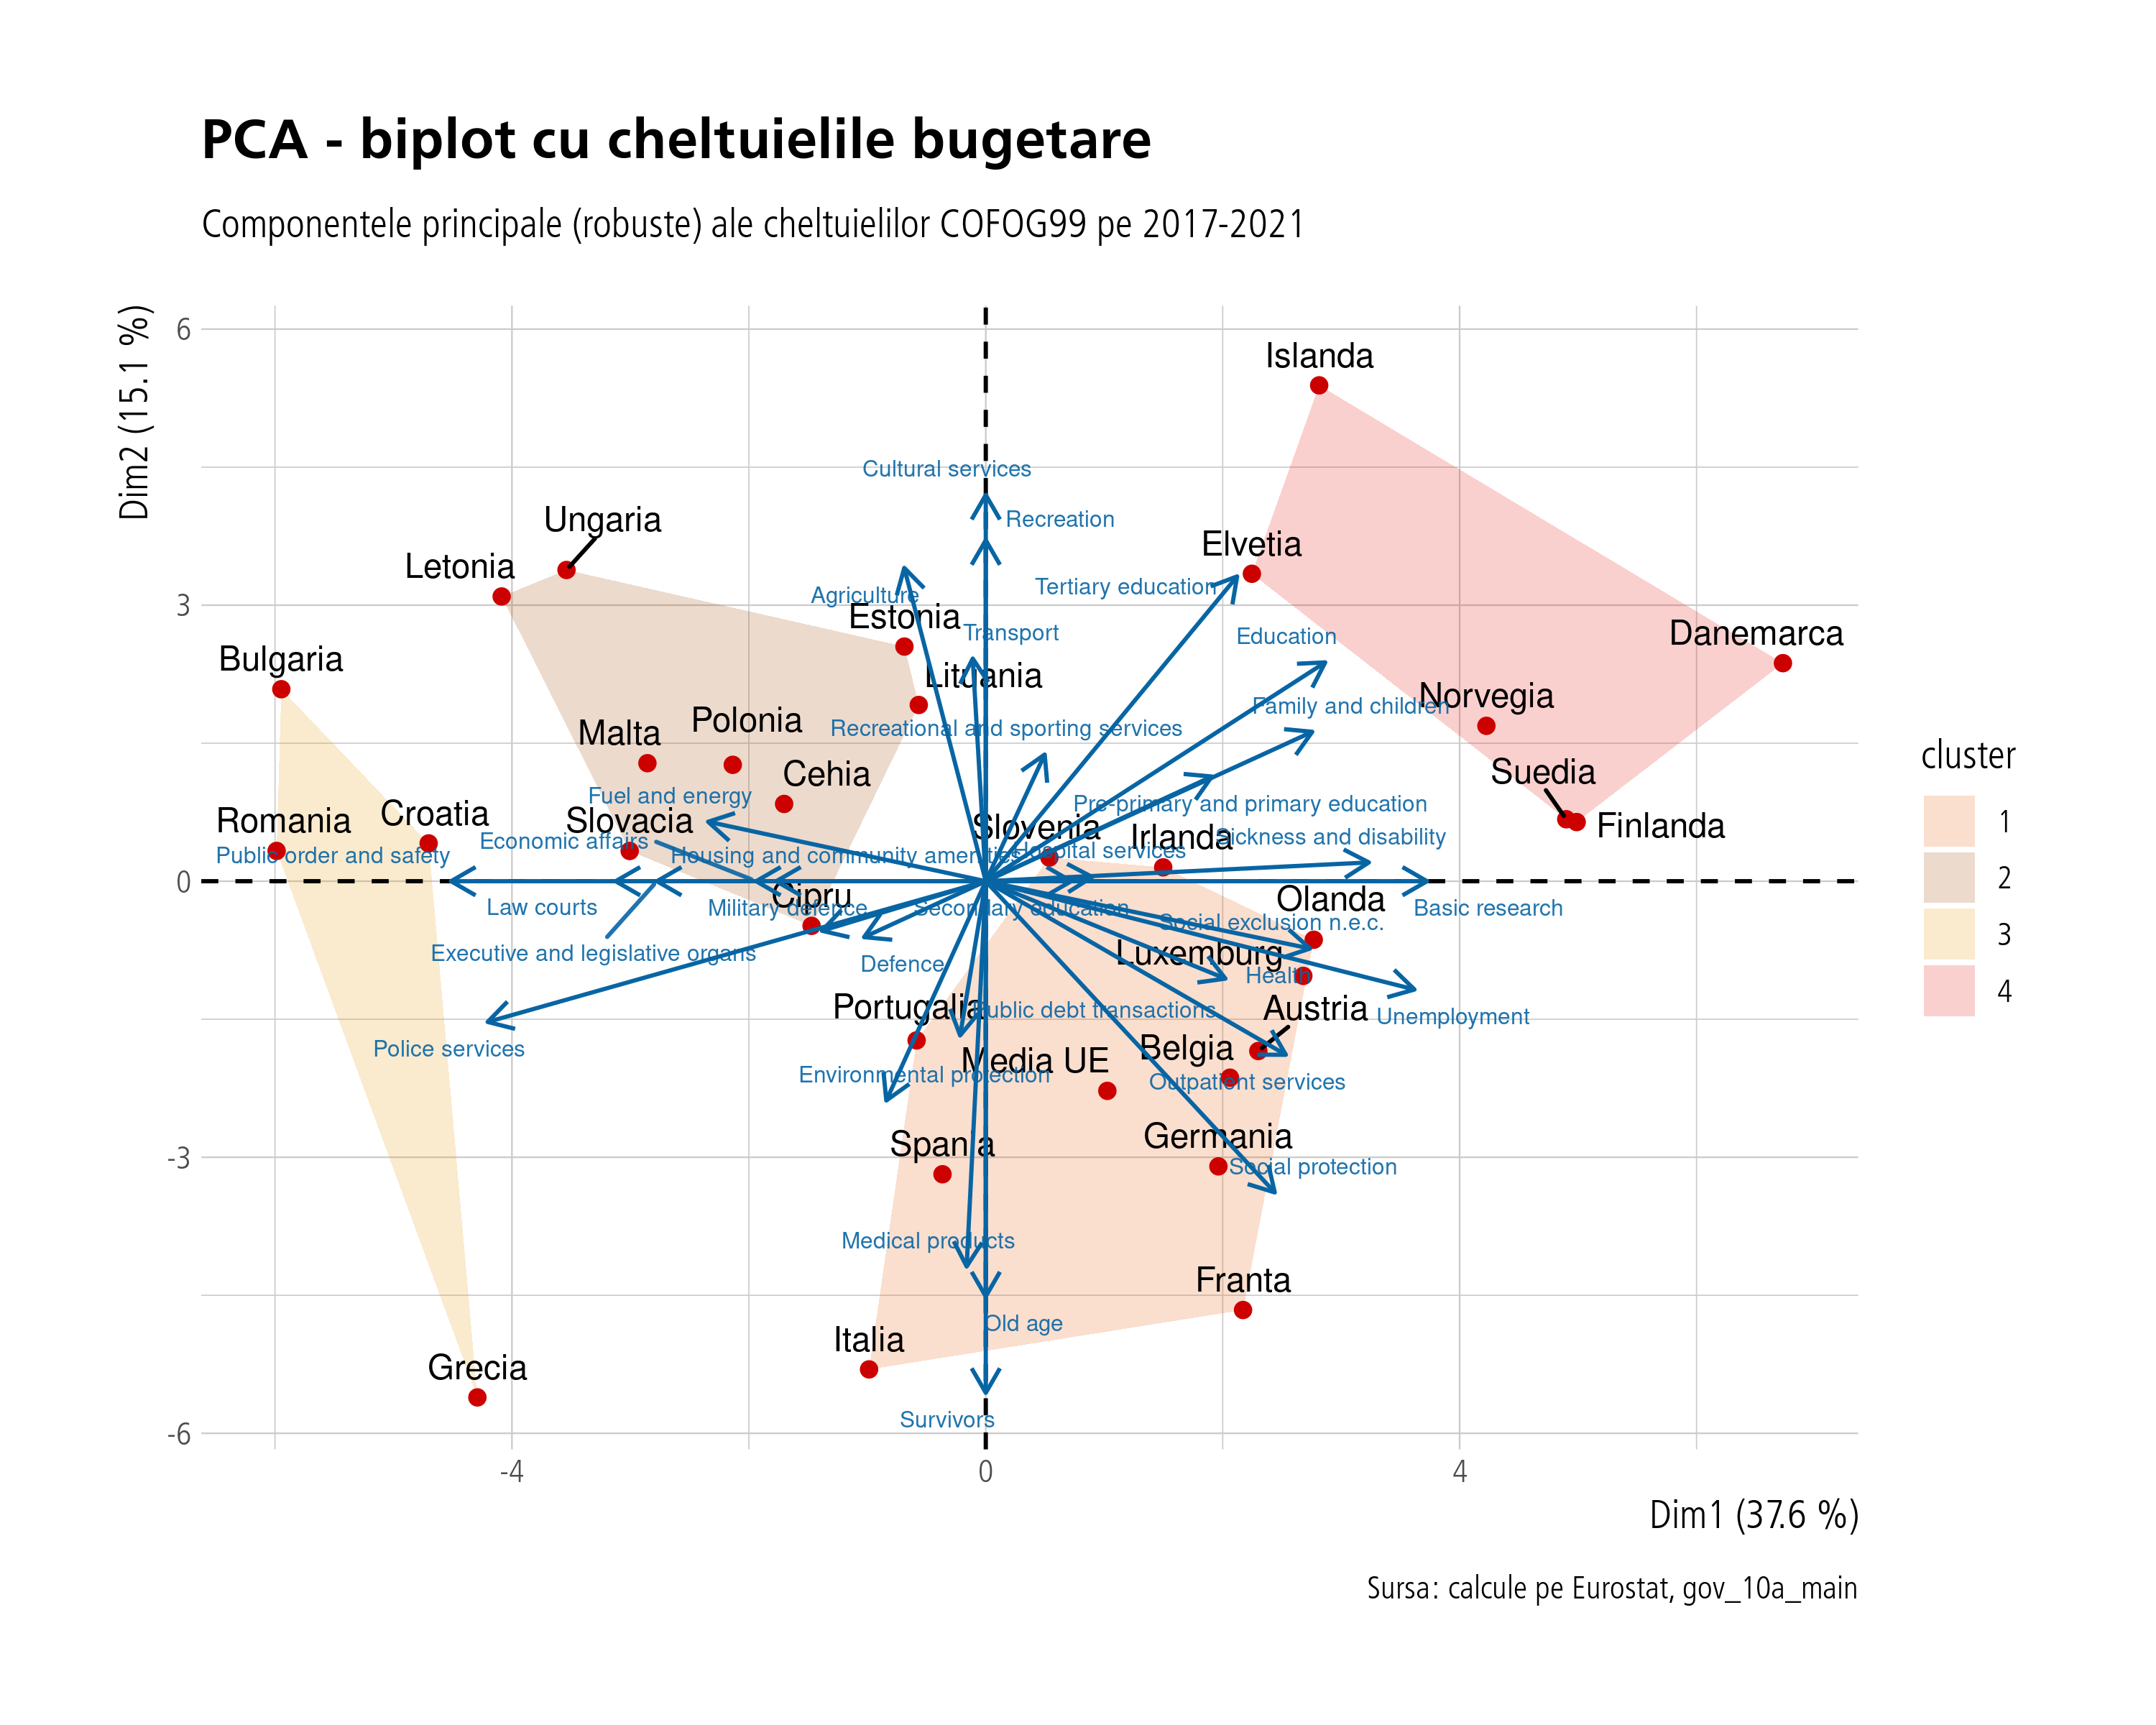 PCA - biplot cu cheltuielile bugetare
Componentele principale (robuste) ale cheltuielilor COFOG99 pe 2017-2021
Dim2 (15.1 %)
6
3
0
-3
-6
Islanda
Cultural services
Ungaria
Recreation
Elvetia
Letonia
Tertiary education
Agriculture
Estonia
Transport
Education
Danemarca
Bulgaria
Lituania
Norvegia
Family and children
Polonia
Malta
Recreational and sporting services
Cehia
Suedia
Fuel and energy
Pre-primary and primary education
Croatia
Romania
Slovacia
Slovenia
Irlanda
Finlanda
Economic affairs
Sickness and disability
Public order and safety
Housing and community amenities
Hospital services
Cipru
Olanda
Law courts
Military defence
Secondary education
Basic research
Social exclusion n.e.c.
Executive and legislative organs
Luxemburg
Defence
Health
Portugalia
Public debt transactions
Austria
Unemployment
Police services
Belgia
Media UE
Environmental protection
Outpatient services
Spania
Germania
Social protection
Medical products
Franta
Old age
Italia
Grecia
Survivors
-4
0
4
Dim1 (37.6 %)
cluster
1
2
3
4
Sursa: calcule pe Eurostat, gov_10a_main